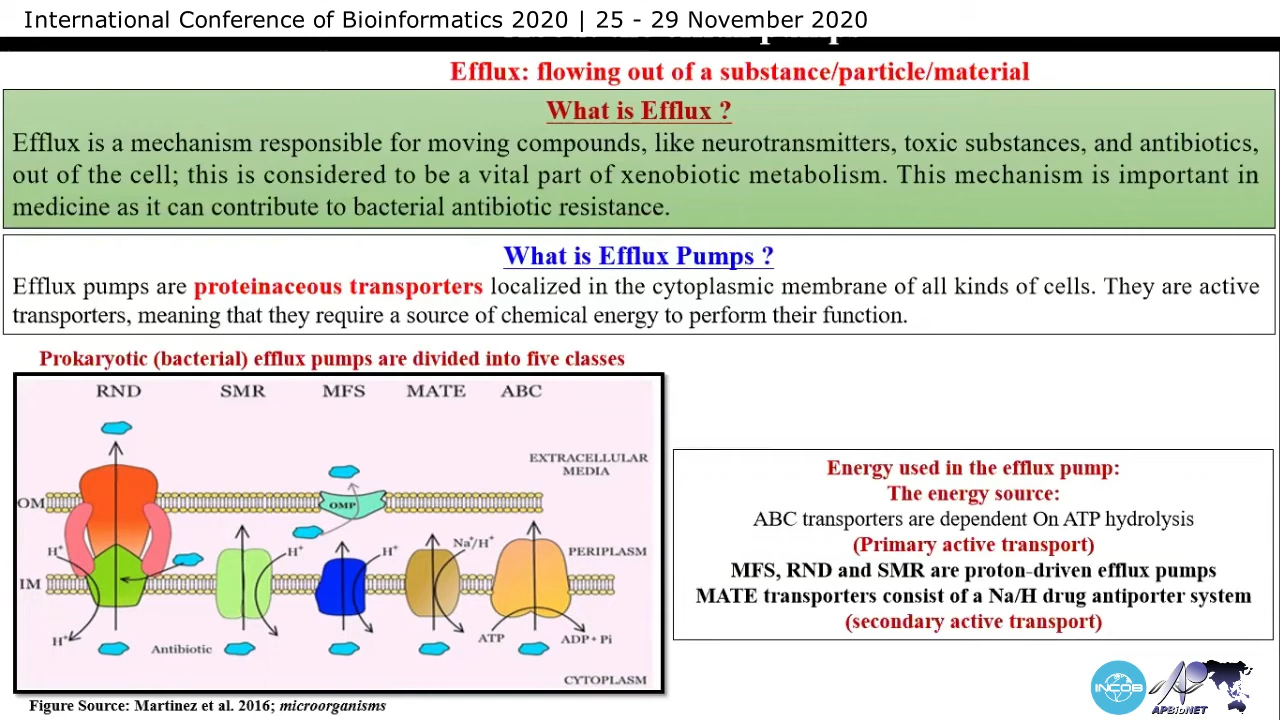 International Conference of Bioinformatics 2020 | 25 - 29 November 2020
Efflux: flowing out of a substance/particle/material
What is Efflux ?
Efflux is a mechanism responsible for moving compounds, like neurotransmitters, toxic substances, and antibiotics,
out of the cell; this is considered to be a vital part of xenobiotic metabolism. This mechanism is important in
medicine as it can contribute to bacterial antibiotic resistance.
What is Efflux Pumps ?
Efflux pumps are proteinaceous transporters localized in the cytoplasmic membrane of all kinds of cells. They are active
transporters, meaning that they require a source of chemical energy to perform their function.
Prokaryotic (bacterial) efflux pumps are divided into five classes
RND SMR MFS MATE ABC
EXTRACELLULAR
MEDIA
OM
OMP
H⁺ H⁺ H⁺ Na⁺/H⁺ PERIPLASM
IM
H⁺ ATP ADP + Pi
Antibiotic
CYTOPLASM
Figure Source: Martinez et al. 2016; microorganisms
Energy used in the efflux pump:
The energy source:
ABC transporters are dependent On ATP hydrolysis
(Primary active transport)
MFS, RND and SMR are proton-driven efflux pumps
MATE transporters consist of a Na/H drug antiporter system
(secondary active transport)
INCOB
APBioNET